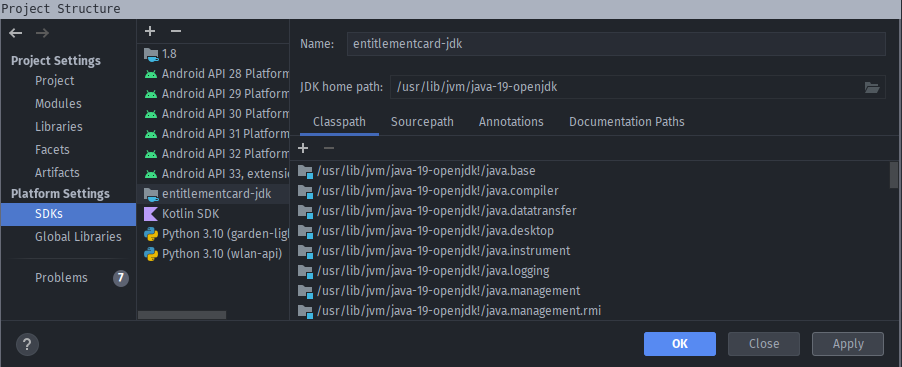 Project Structure
Project Settings
Project
Modules
Libraries
Facets
Artifacts
Platform Settings
SDKs
Global Libraries
Problems 7
1.8
Android API 28 Platform
Android API 29 Platform
Android API 30 Platform
Android API 31 Platform
Android API 32 Platform
Android API 33, extensio
entitlementcard-jdk
Kotlin SDK
Python 3.10 (garden-lig
Python 3.10 (wlan-api)
Name: entitlementcard-jdk
JDK home path: /usr/lib/jvm/java-19-openjdk
Classpath Sourcepath Annotations Documentation Paths
/usr/lib/jvm/java-19-openjdk!/java.base
/usr/lib/jvm/java-19-openjdk!/java.compiler
/usr/lib/jvm/java-19-openjdk!/java.datatransfer
/usr/lib/jvm/java-19-openjdk!/java.desktop
/usr/lib/jvm/java-19-openjdk!/java.instrument
/usr/lib/jvm/java-19-openjdk!/java.logging
/usr/lib/jvm/java-19-openjdk!/java.management
/usr/lib/jvm/java-19-openjdk!/java.management.rmi
? OK Close Apply